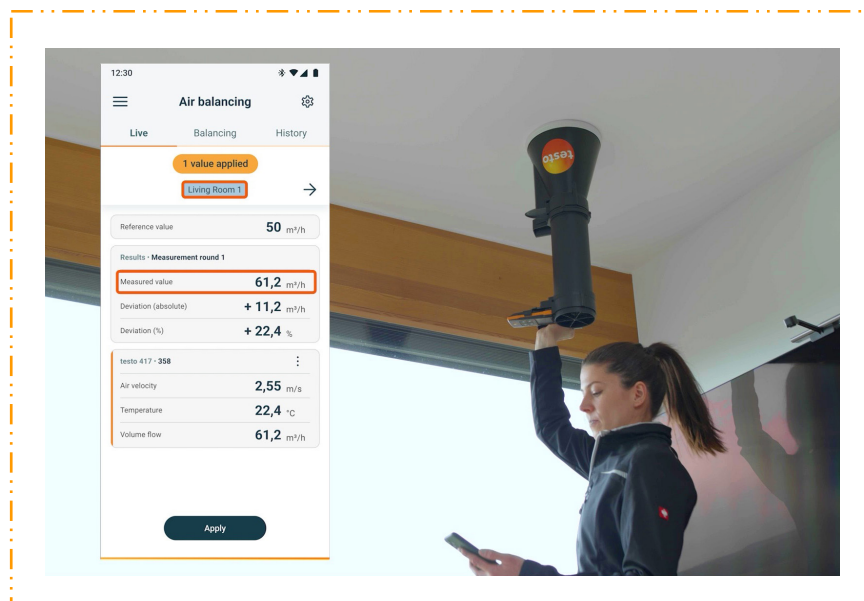 12:30
Air balancing
Live Balancing History
1 value applied
Living Room 1
Reference value 50 m³/h
Results · Measurement round 1
Measured value 61,2 m³/h
Deviation (absolute) + 11,2 m³/h
Deviation (%) + 22,4 %
testo 417 · 358
Air velocity 2,55 m/s
Temperature 22,4 °C
Volume flow 61,2 m³/h
Apply
testo